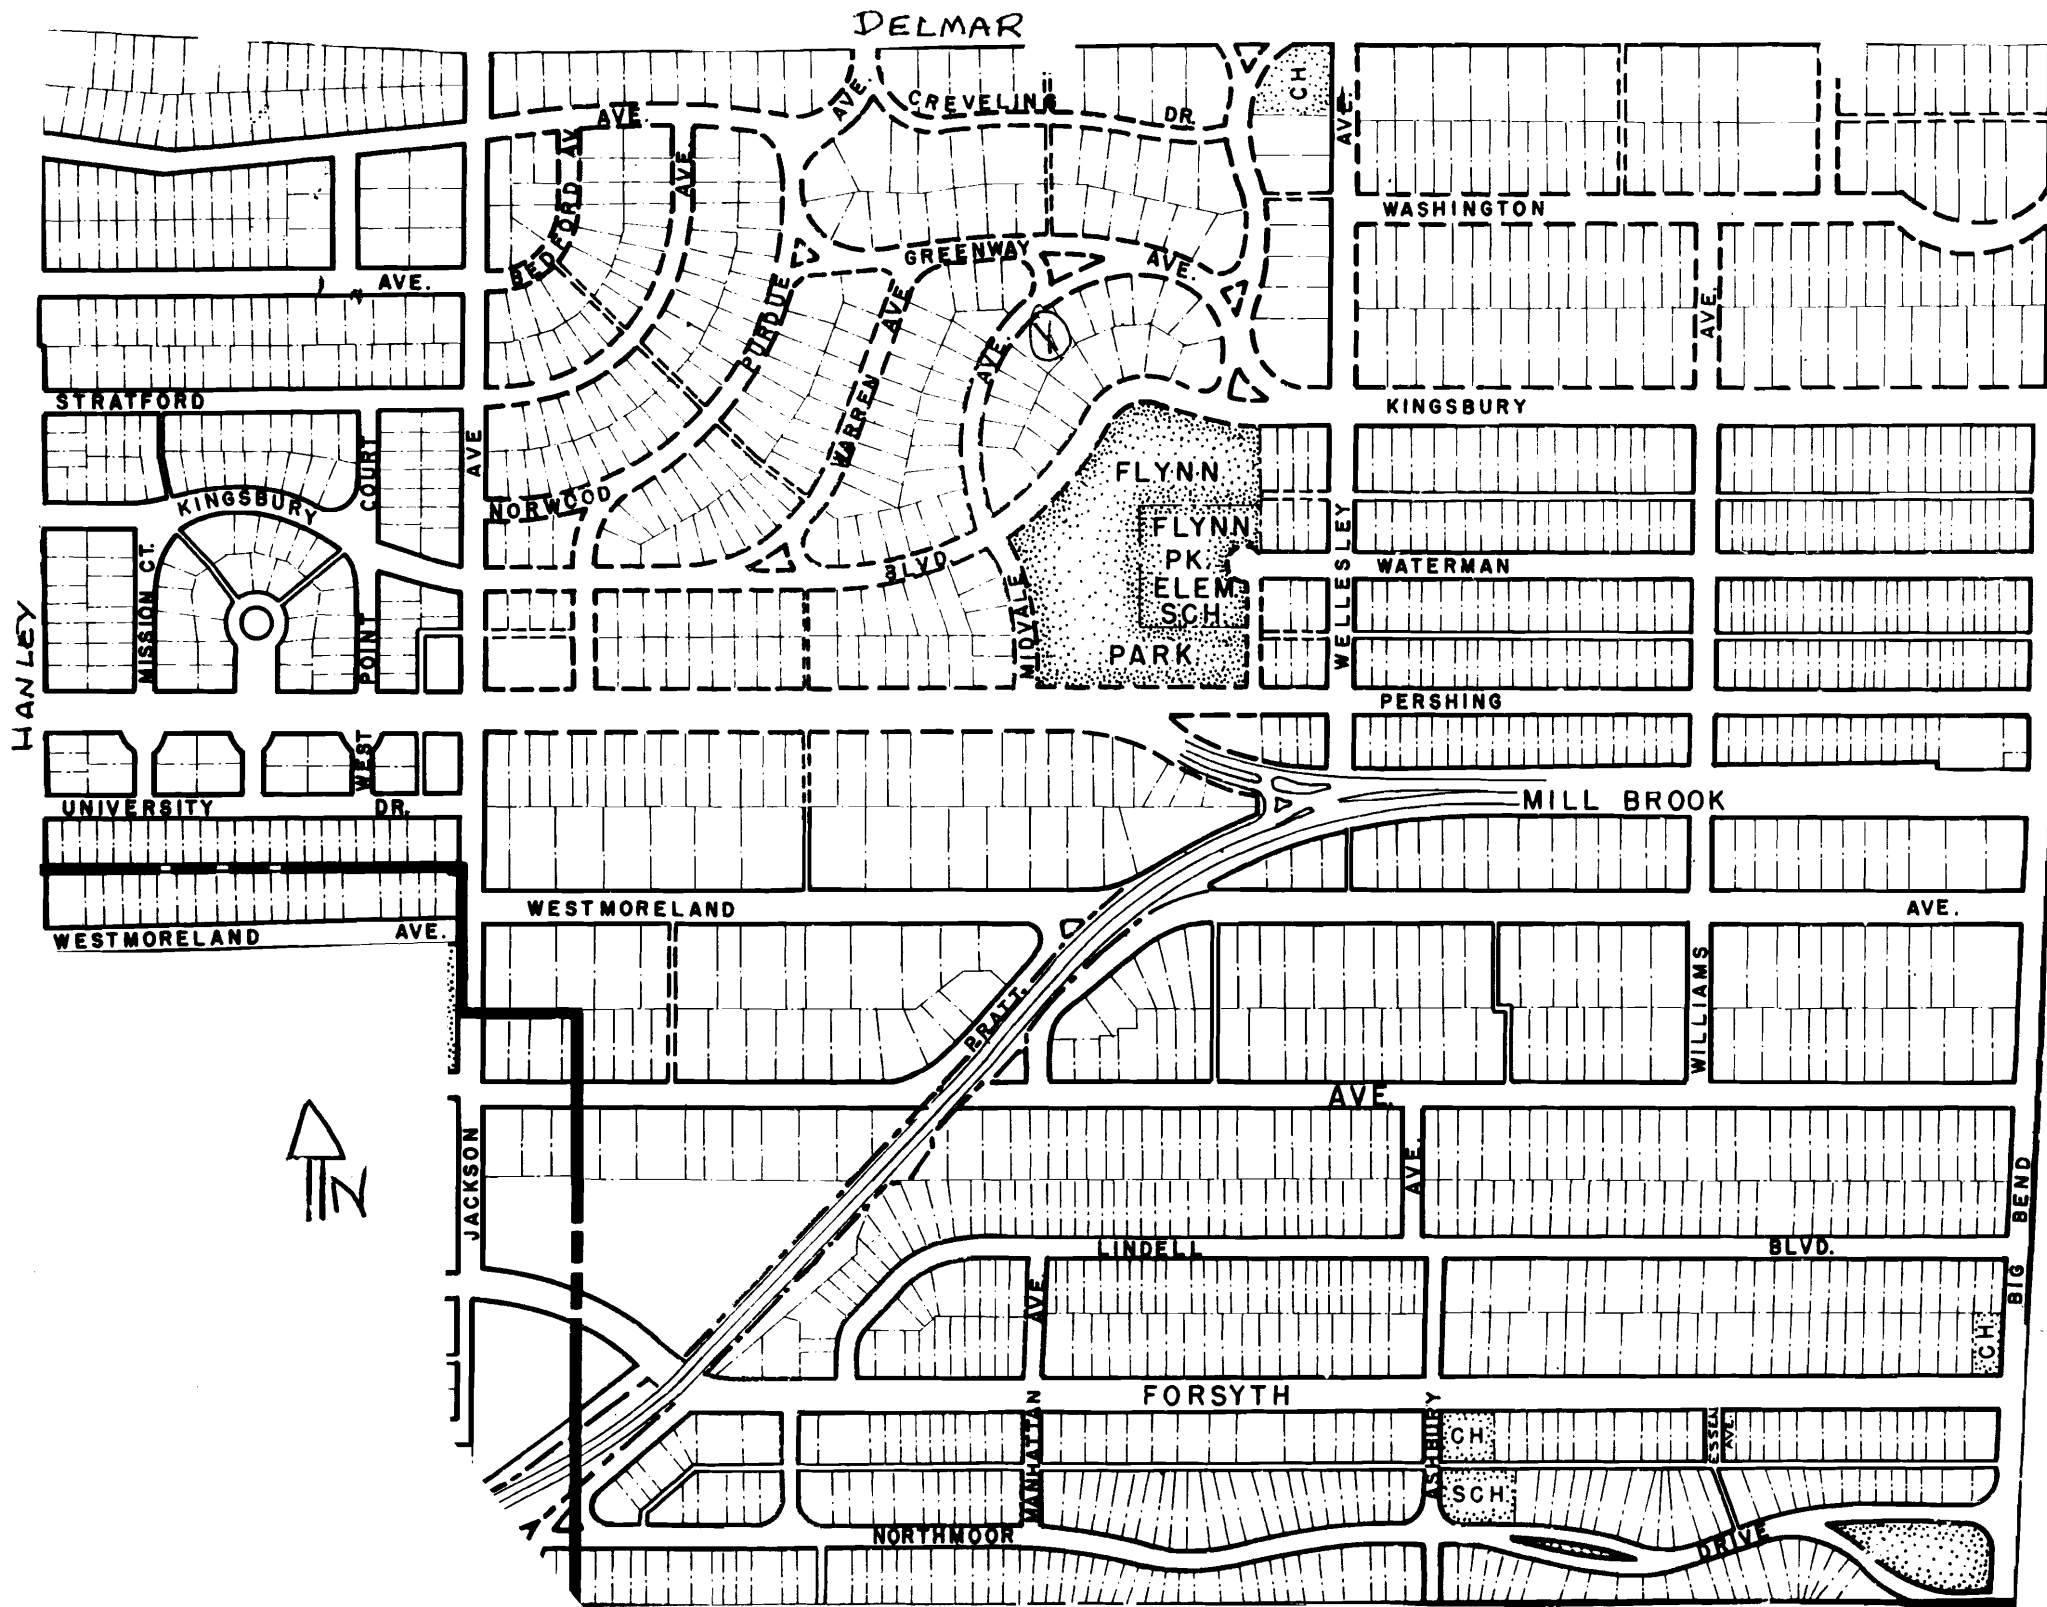 DELMAR
AVE.
CREVELING
DR.
CH
AVE.
AVE.
BEDFORD AV
AVE
WASHINGTON
GREENWAY
AVE.
BED
AVE.
PURDUE
AVE
AVE.
AVE.
X
STRATFORD
KINGSBURY
WARREN
AVE
COURT
FLYNN
KINGSBURY
NORWOOD
FLYNN
PK.
ELEM.
SCH.
PARK
WELLESLEY
WATERMAN
MISSION CT.
BLVD
MIDVALE
HANLEY
POINT
WEST
PERSHING
UNIVERSITY
DR.
MILL BROOK
WESTMORELAND
AVE.
WESTMORELAND
AVE.
WILLIAMS
PRATT.
AVE.
N
JACKSON
AVE.
BIG BEND
LINDELL
BLVD.
AVE
CH
FORSYTH
MANHATTAN
ASHBURY
CH
ESSEX
AVE.
SCH.
NORTHMOOR
DRIVE